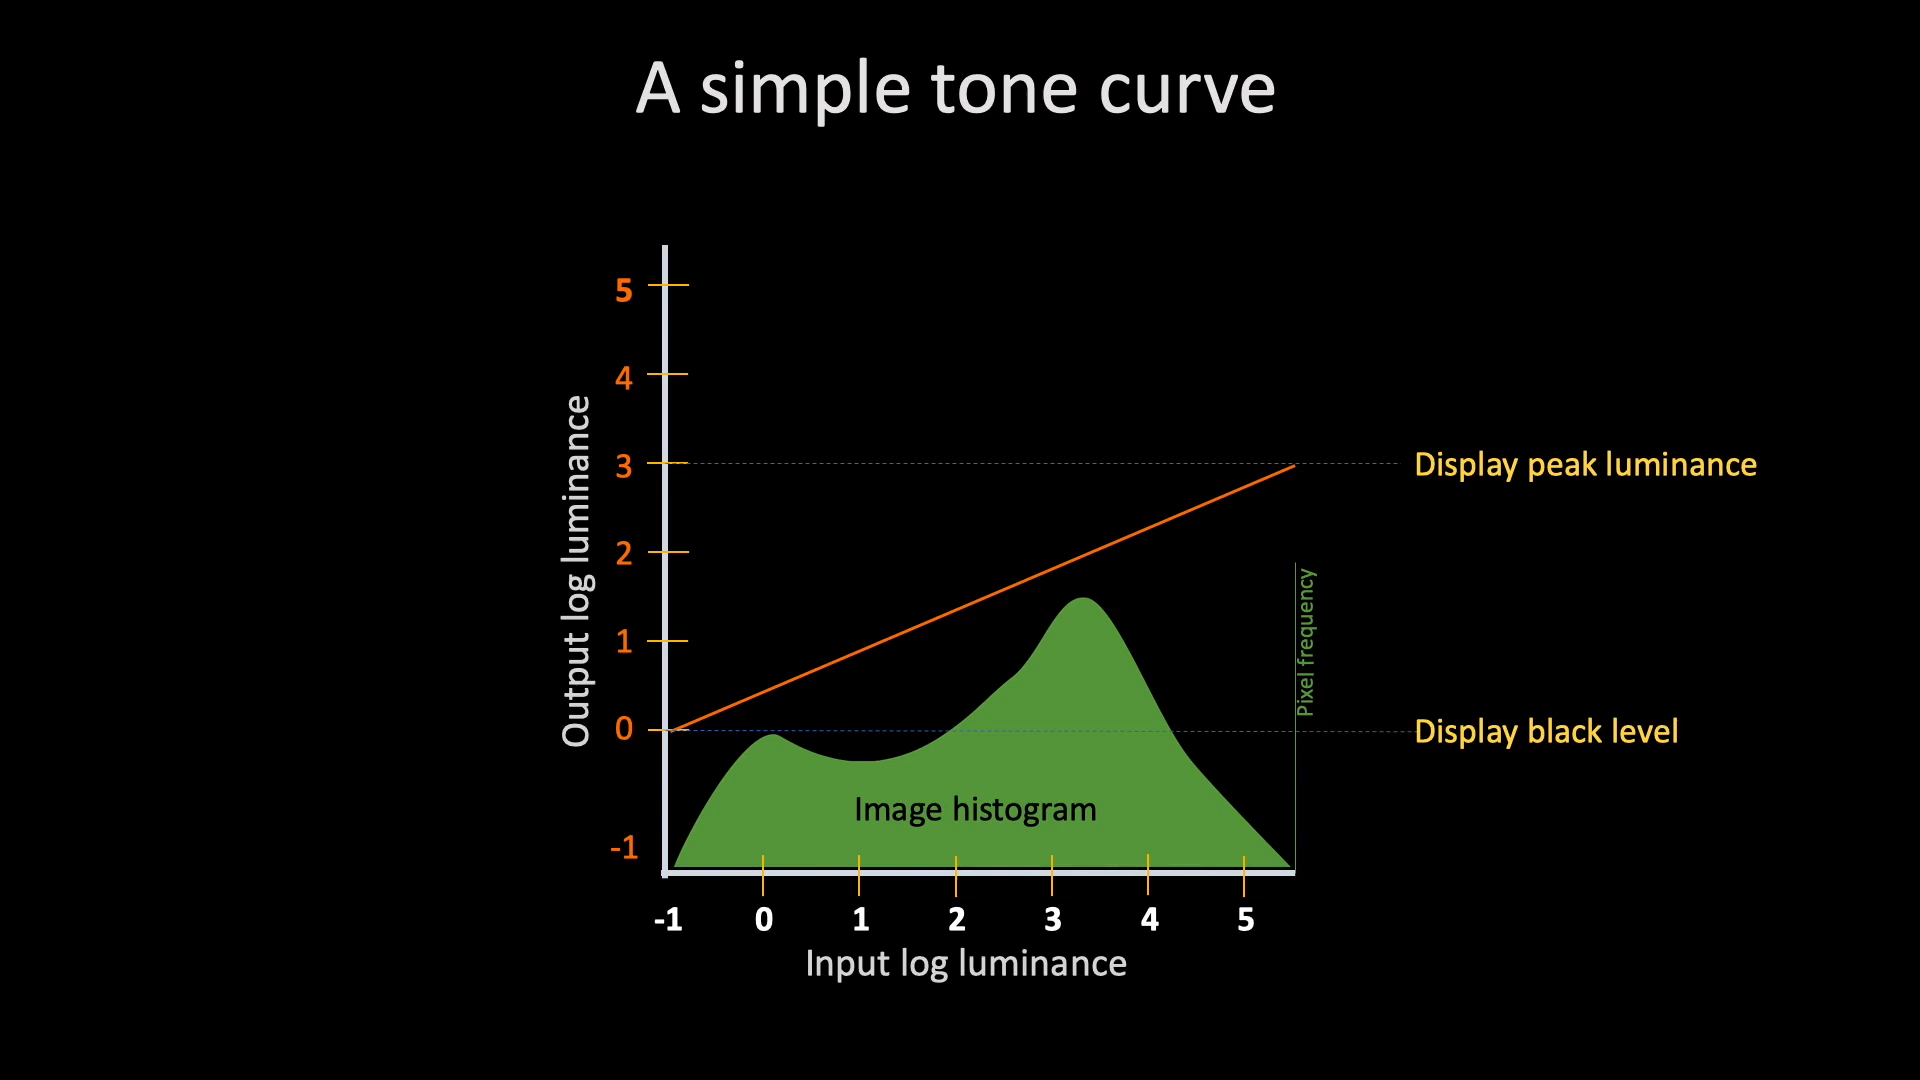 A simple tone curve
5
4
3
2
1
0
-1
Output log luminance
Display peak luminance
Pixel frequency
Display black level
Image histogram
-1 0 1 2 3 4 5
Input log luminance